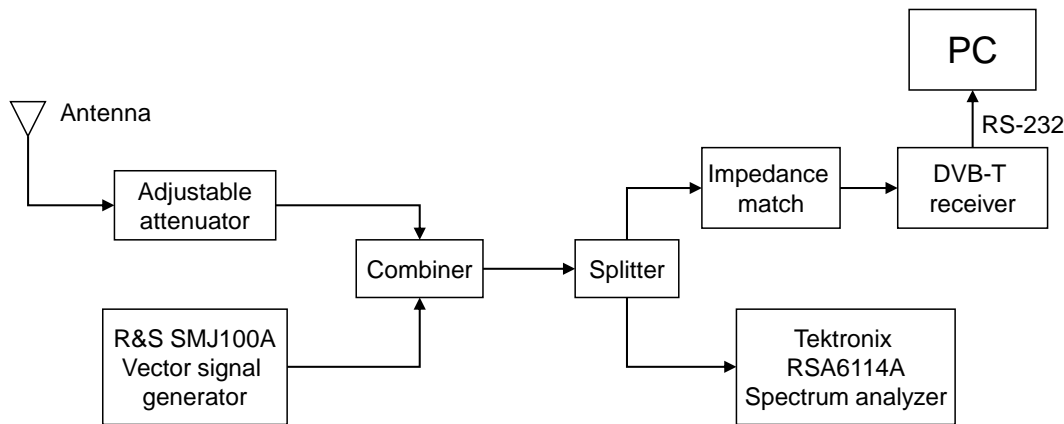 PC
Antenna
RS-232
Adjustable
attenuator
Impedance
match
DVB-T
receiver
Combiner
Splitter
R&S SMJ100A
Vector signal
generator
Tektronix
RSA6114A
Spectrum analyzer